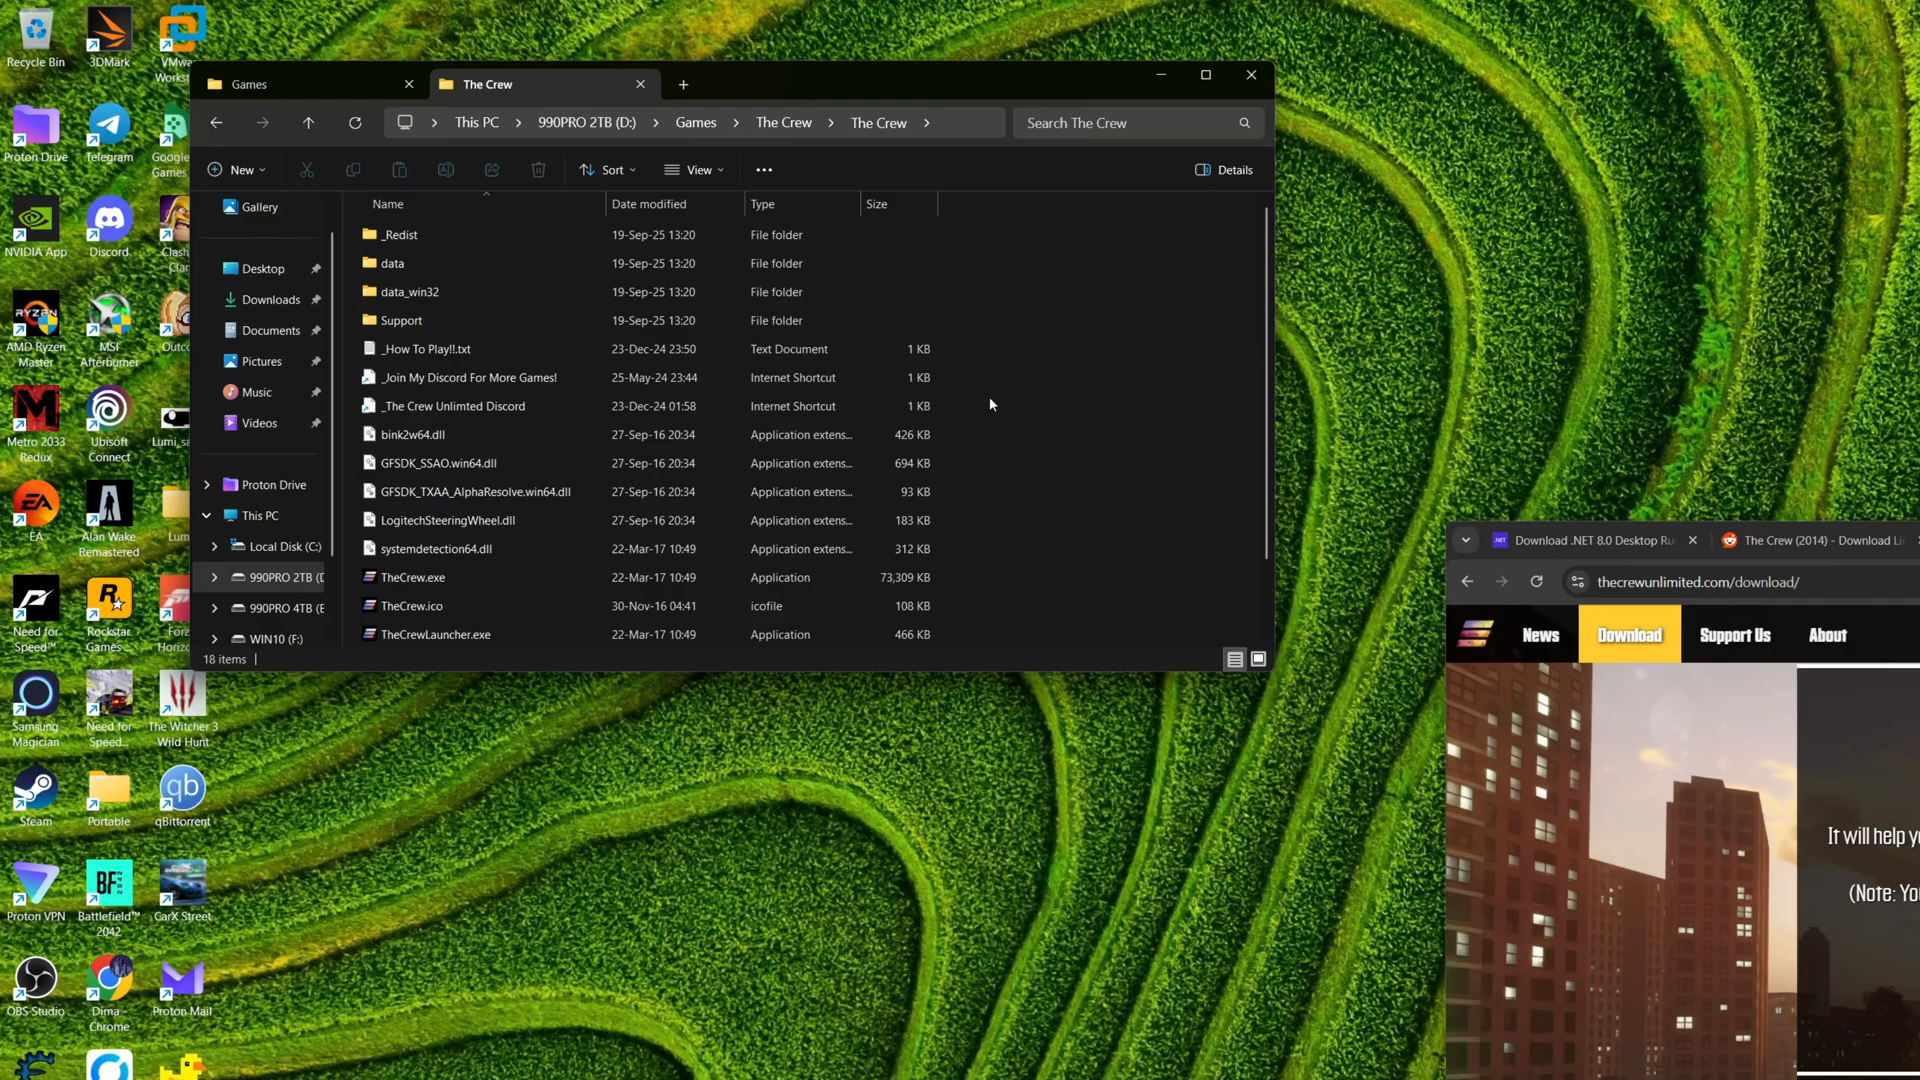 Recycle Bin
3DMark
VMw
Workst
Proton Drive
Telegram
Google
Games
NVIDIA App
Discord
Clash
Clan
AMD Ryzen
Master
MSI
Afterburner
Outc
Metro 2033
Redux
Ubisoft
Connect
Lumi_sa
EA
Alan Wake
Remastered
Lum
Need for
Speed™
Rockstar
Games ...
Forz
Horizo
Samsung
Magician
Need for
Speed...
The Witcher 3
Wild Hunt
Steam
Portable
qBittorrent
Proton VPN
Battlefield™
2042
CarX Street
OBS Studio
Dima -
Chrome
Proton Mail
Games
The Crew
This PC
990PRO 2TB (D:)
Games
The Crew
The Crew
Search The Crew
New
Sort
View
Details
Gallery
Desktop
Downloads
Documents
Pictures
Music
Videos
Proton Drive
This PC
Local Disk (C:)
990PRO 2TB (D
990PRO 4TB (E
WIN10 (F:)
Name Date modified Type Size
_Redist 19-Sep-25 13:20 File folder
data 19-Sep-25 13:20 File folder
data_win32 19-Sep-25 13:20 File folder
Support 19-Sep-25 13:20 File folder
_How To Play!!.txt 23-Dec-24 23:50 Text Document 1 KB
_Join My Discord For More Games! 25-May-24 23:44 Internet Shortcut 1 KB
_The Crew Unlimted Discord 23-Dec-24 01:58 Internet Shortcut 1 KB
bink2w64.dll 27-Sep-16 20:34 Application extens... 426 KB
GFSDK_SSAO.win64.dll 27-Sep-16 20:34 Application extens... 694 KB
GFSDK_TXAA_AlphaResolve.win64.dll 27-Sep-16 20:34 Application extens... 93 KB
LogitechSteeringWheel.dll 27-Sep-16 20:34 Application extens... 183 KB
systemdetection64.dll 22-Mar-17 10:49 Application extens... 312 KB
TheCrew.exe 22-Mar-17 10:49 Application 73,309 KB
TheCrew.ico 30-Nov-16 04:41 icofile 108 KB
TheCrewLauncher.exe 22-Mar-17 10:49 Application 466 KB
18 items
Download .NET 8.0 Desktop Ru
The Crew (2014) - Download Li
thecrewunlimited.com/download/
News
Download
Support Us
About
It will help y
(Note: Yo